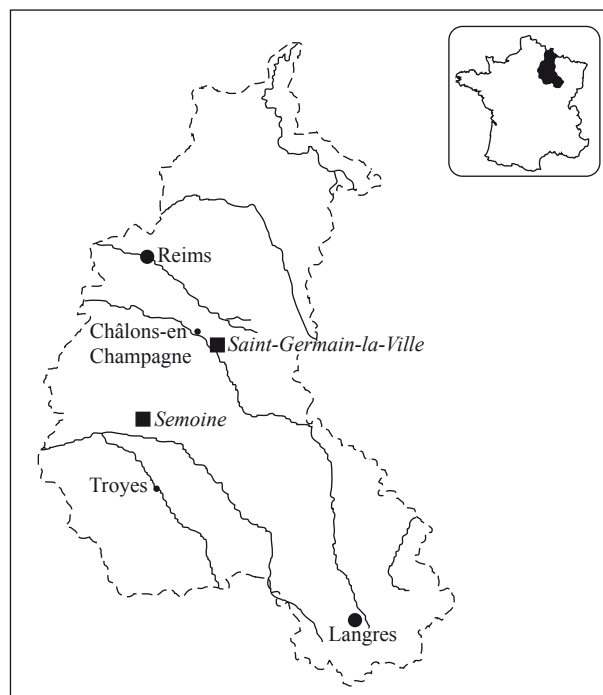 Reims
Châlons-en
Champagne
Saint-Germain-la-Ville
Semoine
Troyes
Langres